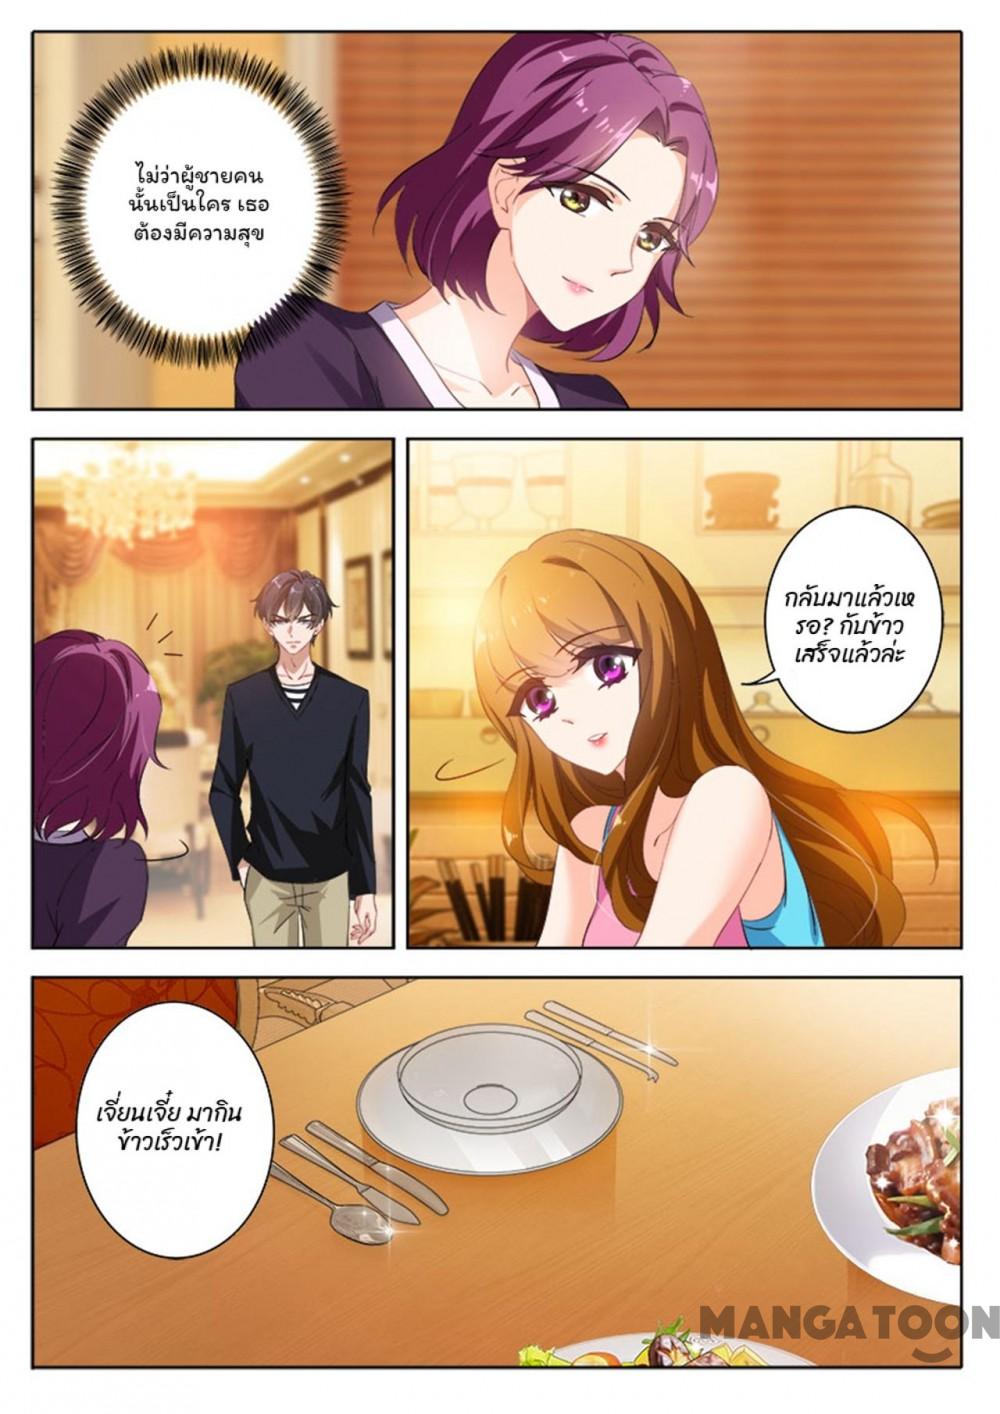 ไม่ว่าผู้ชายคน
นั้นเป็นใคร เธอ
ต้องมีความสุข
กลับมาแล้วเห
รอ? กับข้าว
เสร็จแล้วล่ะ
เจี่ยนเจี๋ย มากิน
ข้าวเร็วเข้า!
MANGATOON